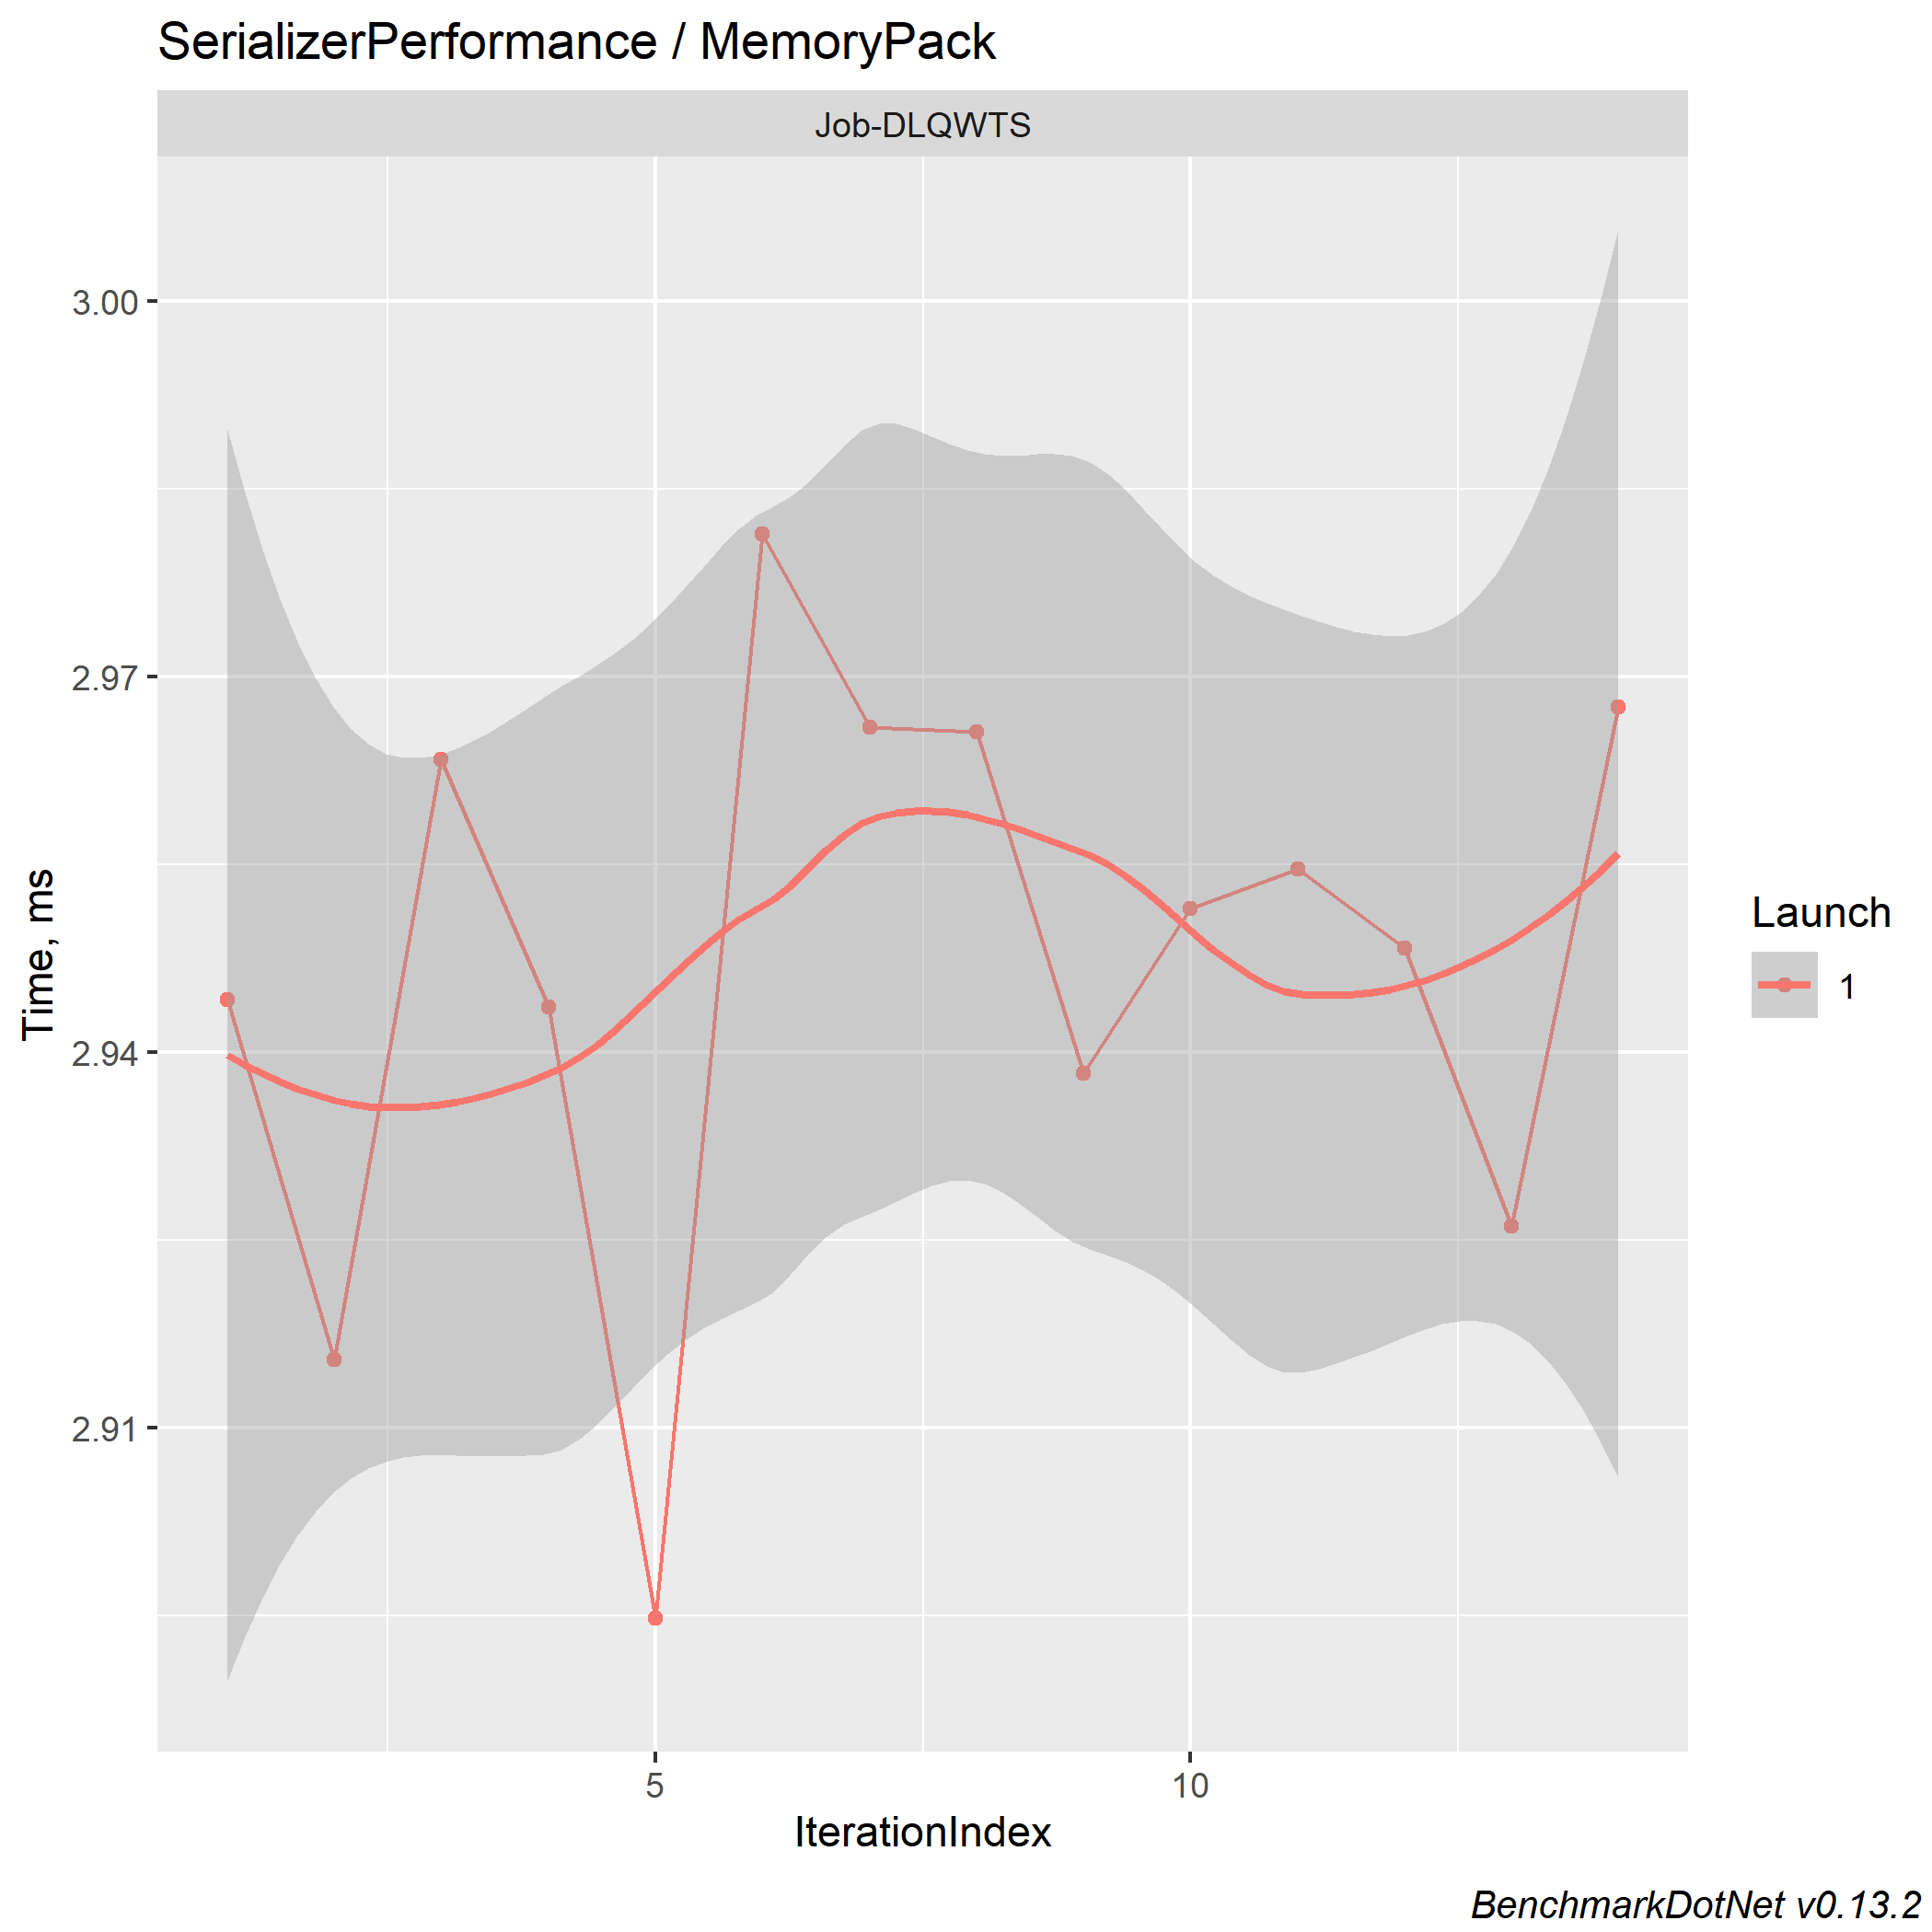 SerializerPerformance / MemoryPack
Job-DLQWTS
3.00
2.97
2.94
2.91
Time, ms
5
10
IterationIndex
Launch
1
BenchmarkDotNet v0.13.2